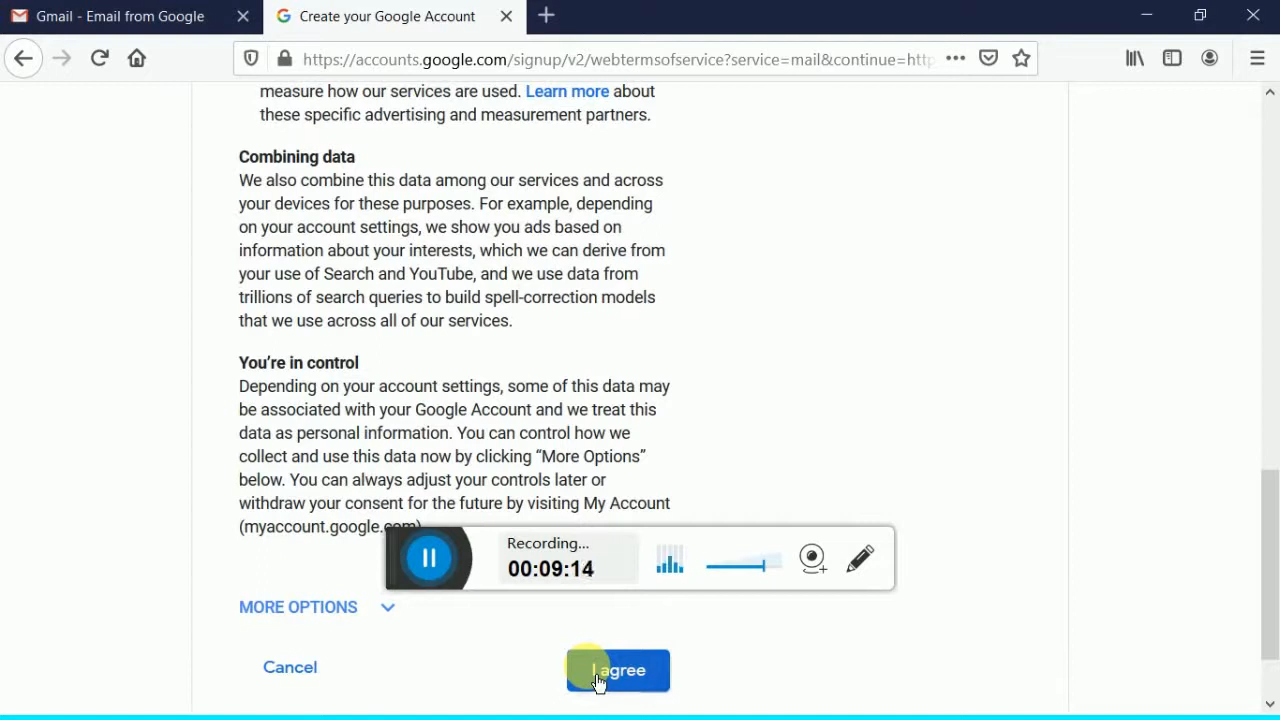 Gmail - Email from Google
Create your Google Account
https://accounts.google.com/signup/v2/webtermsofservice?service=mail&continue=http
measure how our services are used. Learn more about
these specific advertising and measurement partners.
Combining data
We also combine this data among our services and across
your devices for these purposes. For example, depending
on your account settings, we show you ads based on
information about your interests, which we can derive from
your use of Search and YouTube, and we use data from
trillions of search queries to build spell-correction models
that we use across all of our services.
You’re in control
Depending on your account settings, some of this data may
be associated with your Google Account and we treat this
data as personal information. You can control how we
collect and use this data now by clicking “More Options”
below. You can always adjust your controls later or
withdraw your consent for the future by visiting My Account
(myaccount.google.com)
Recording...
00:09:14
MORE OPTIONS
Cancel
I agree